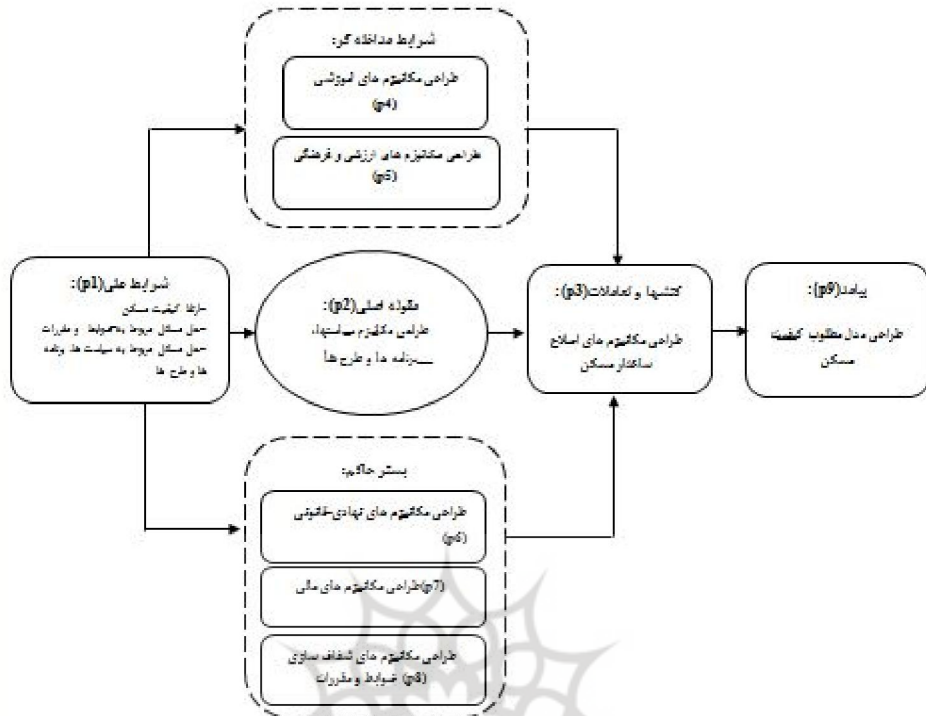 شرایط مداخله گر:
طراحی مکانیزم های آموزشی
(p4)
طراحی مکانیزم های ارزشی و فرهنگی
(p5)
شرایط علی(p1):
-ارتقا کیفیت مسکن
-حل مسائل مربوط به ضوابط و مقررات
-حل مسائل مربوط به سیاست ها، برنامه
ها و طرح ها
مقوله اصلی(p2):
طراحی مکانیزم سیاستها،
برنامه ها و طرح ها
کنشها و تعاملات(p3):
طراحی مکانیزم های اصلاح
ساختار مسکن
پیامد(p9):
طراحی مدل مطلوب کیفیت
مسکن
بستر حاکم:
طراحی مکانیزم های نهادی-قانونی
(p6)
(p7)طراحی مکانیزم های مالی
طراحی مکانیزم های شفاف سازی
ضوابط و مقررات (p8)